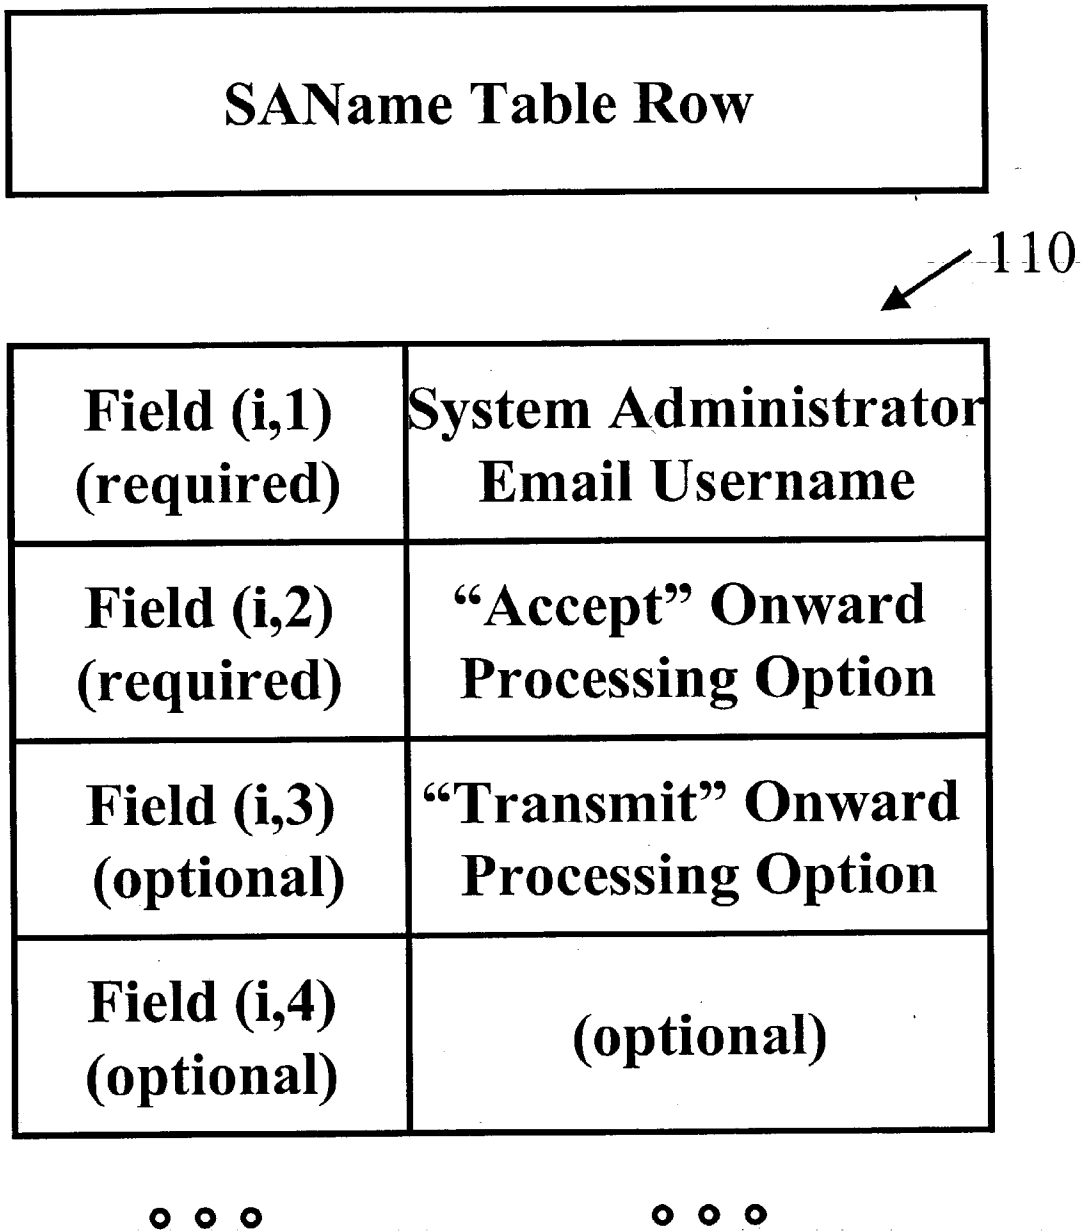 SAName Table Row
110
Field (i,1)
(required)
System Administrator
Email Username
Field (i,2)
(required)
“Accept” Onward
Processing Option
Field (i,3)
(optional)
“Transmit” Onward
Processing Option
Field (i,4)
(optional)
(optional)